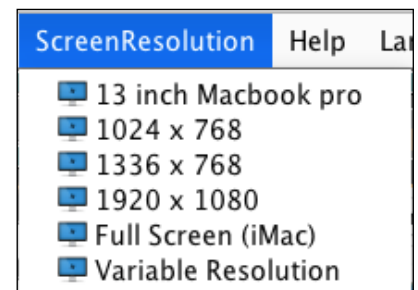 ScreenResolution Help
13 inch Macbook pro
1024 x 768
1336 x 768
1920 x 1080
Full Screen (iMac)
Variable Resolution